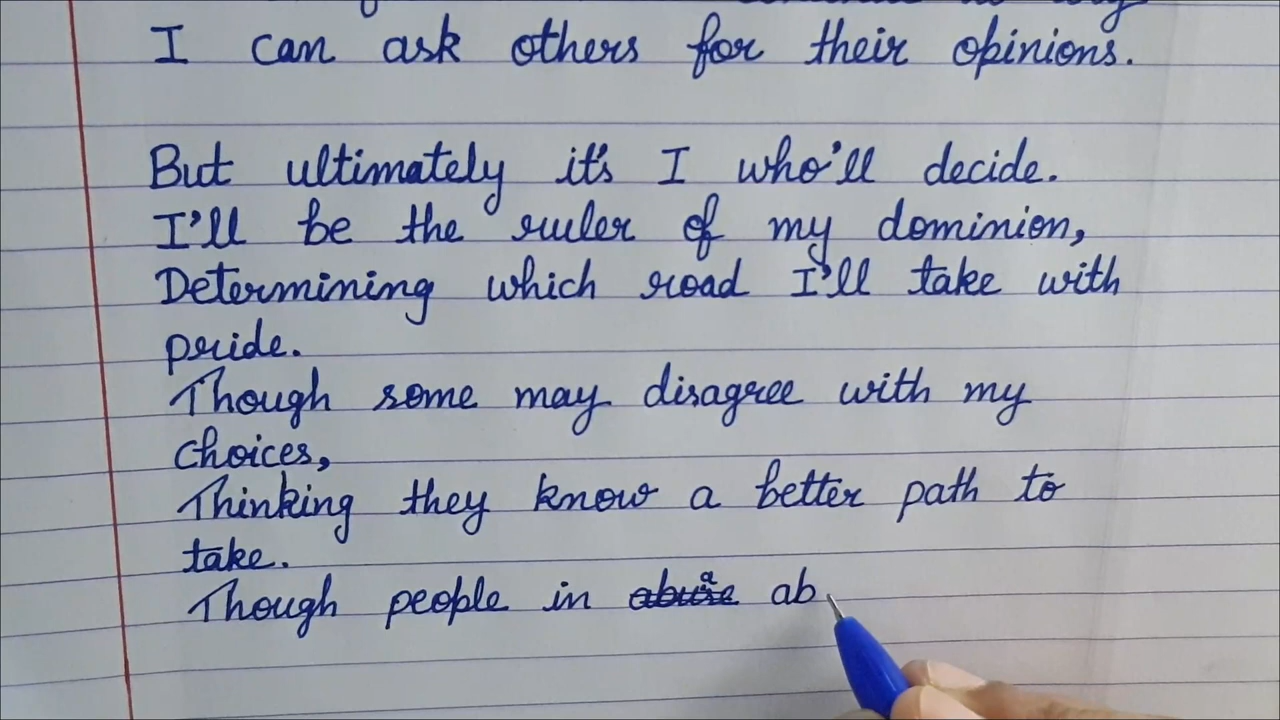 I can ask others for their opinions.
But ultimately it's I who'll decide.
I'll be the ruler of my dominion,
Determining which road I'll take with
pride.
Though some may disagree with my
choices,
Thinking they know a better path to
take.
Though people in ab